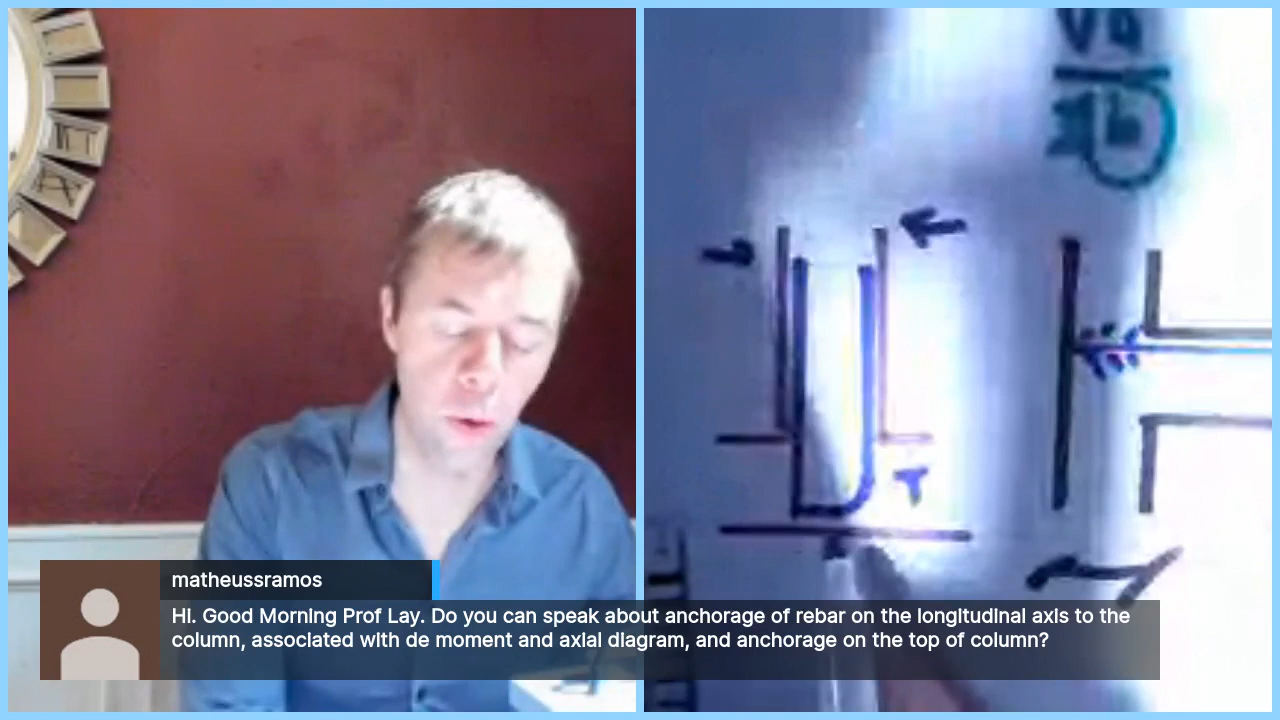 matheussramos
Hi. Good Morning Prof Lay. Do you can speak about anchorage of rebar on the longitudinal axis to the
column, associated with de moment and axial diagram, and anchorage on the top of column?